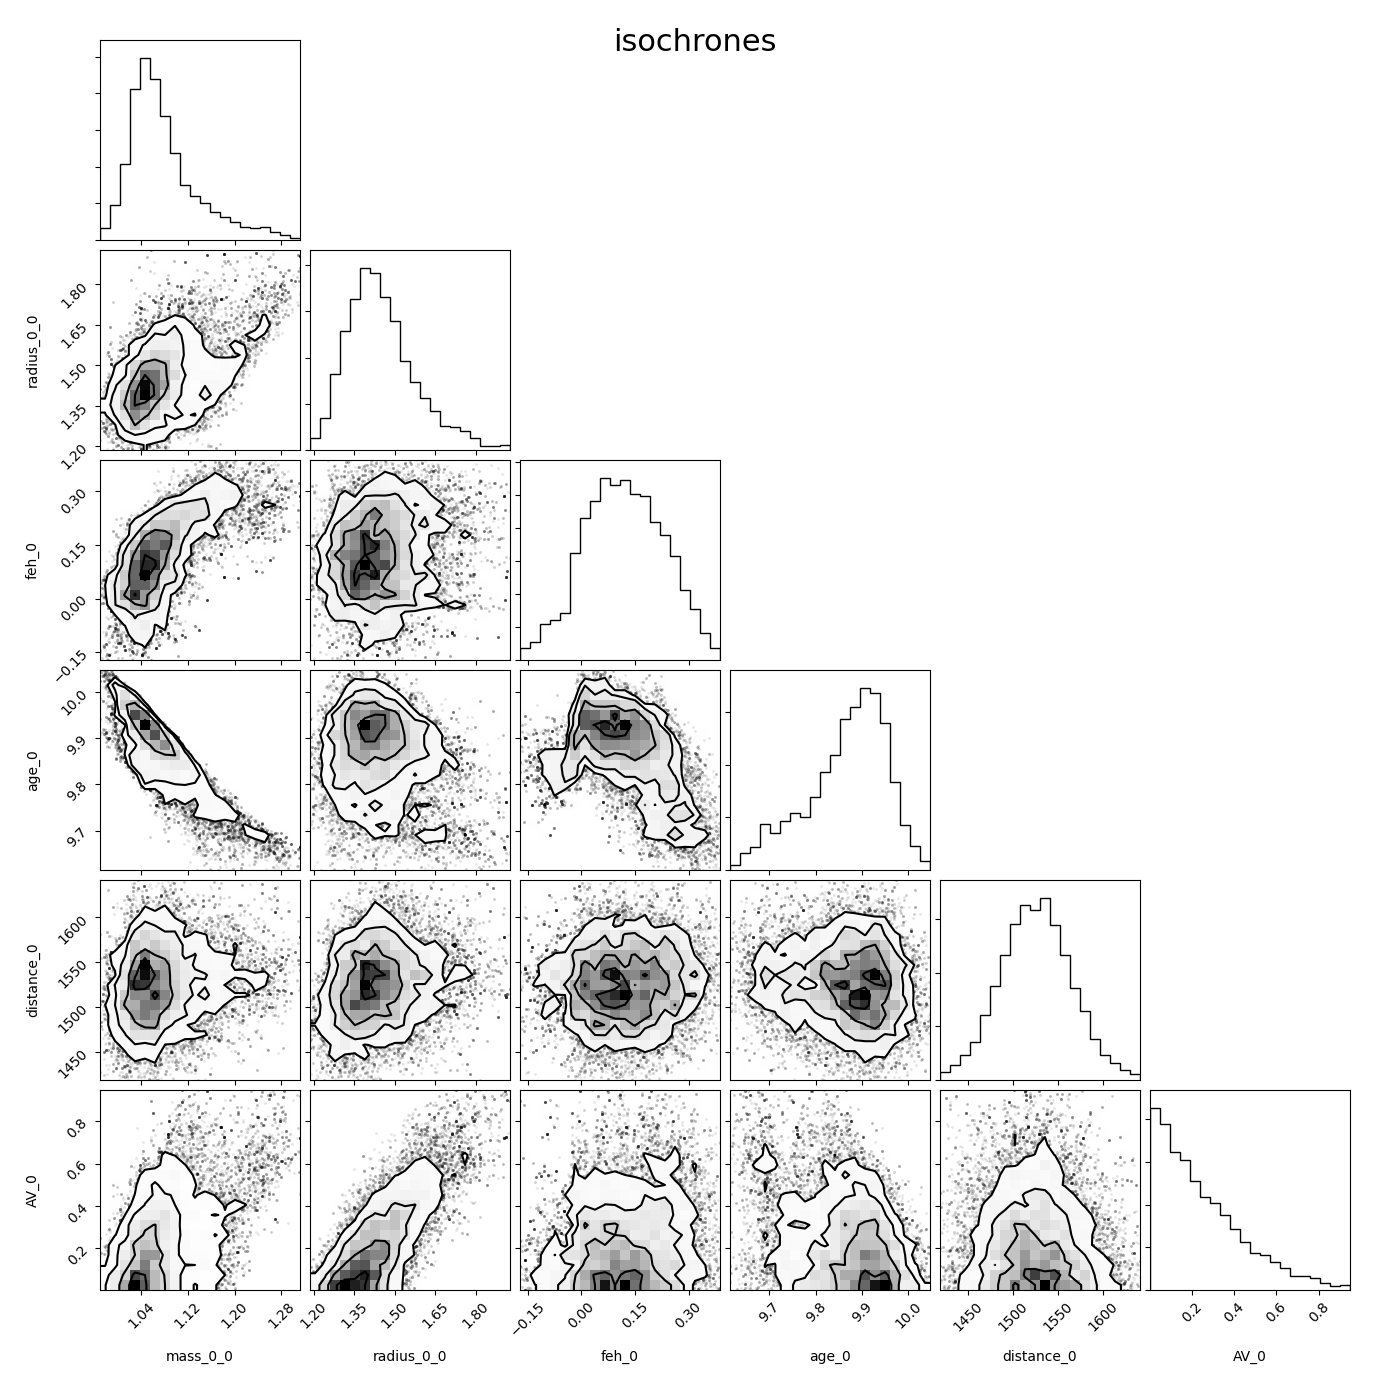 isochrones
radius_0_0
1.80
1.65
1.50
1.35
1.20
feh_0
0.30
0.15
0.00
−0.15
age_0
10.0
9.9
9.8
9.7
distance_0
1600
1550
1500
1450
AV_0
0.8
0.6
0.4
0.2
1.04 1.12 1.20 1.28 1.20 1.35 1.50 1.65 1.80 −0.15 0.00 0.15 0.30 9.7 9.8 9.9 10.0 1450 1500 1550 1600 0.2 0.4 0.6 0.8
mass_0_0 radius_0_0 feh_0 age_0 distance_0 AV_0